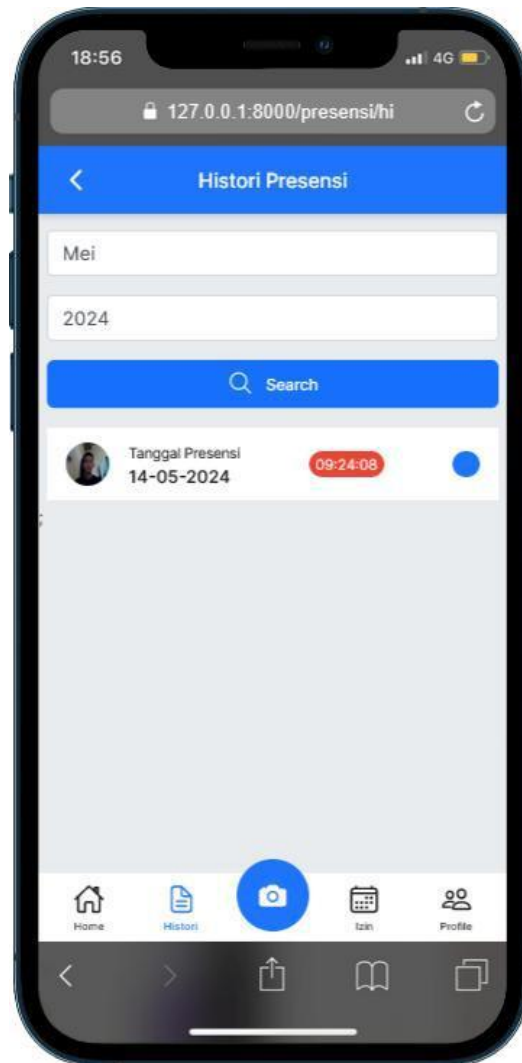 18:56
4G
127.0.0.1:8000/presensi/hi
Histori Presensi
Mei
2024
Search
Tanggal Presensi
14-05-2024
09:24:08
;
Home
Histori
Izin
Profile